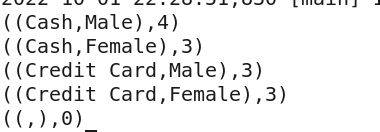 ((Cash,Male),4)
((Cash,Female),3)
((Credit Card,Male),3)
((Credit Card,Female),3)
((,),0)